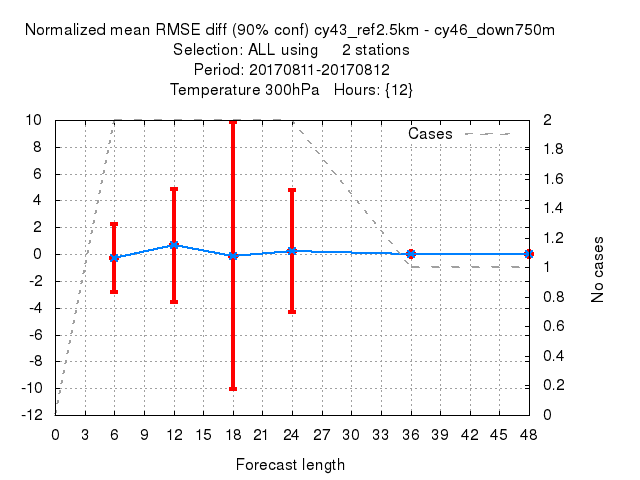 Normalized mean RMSE diff (90% conf) cy43_ref2.5km - cy46_down750m
Selection: ALL using 2 stations
Period: 20170811-20170812
Temperature 300hPa Hours: {12}
Cases
10
8
6
4
2
0
-2
-4
-6
-8
-10
-12
2
1.8
1.6
1.4
1.2
1
0.8
0.6
0.4
0.2
0
No cases
0 3 6 9 12 15 18 21 24 27 30 33 36 39 42 45 48
Forecast length